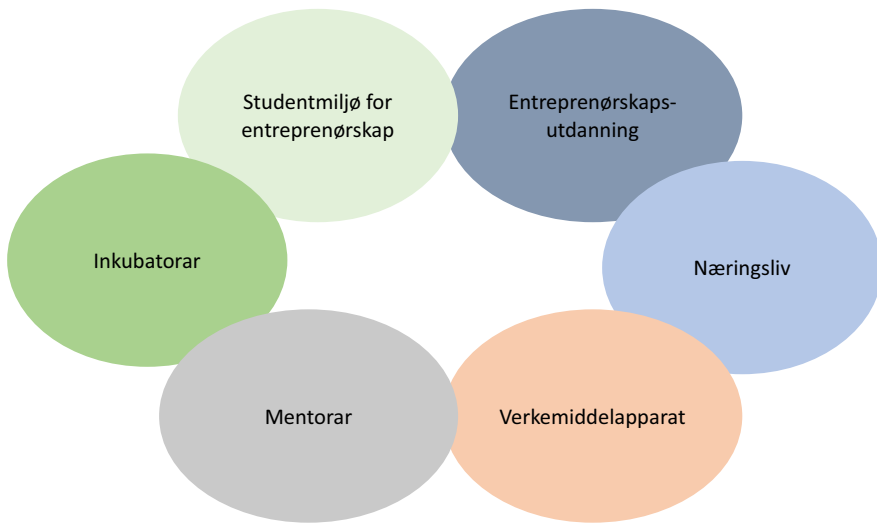 Studentmiljø for
entreprenørskap
Entreprenørskaps-
utdanning
Inkubatorar
Næringsliv
Mentorar
Verkemiddelapparat